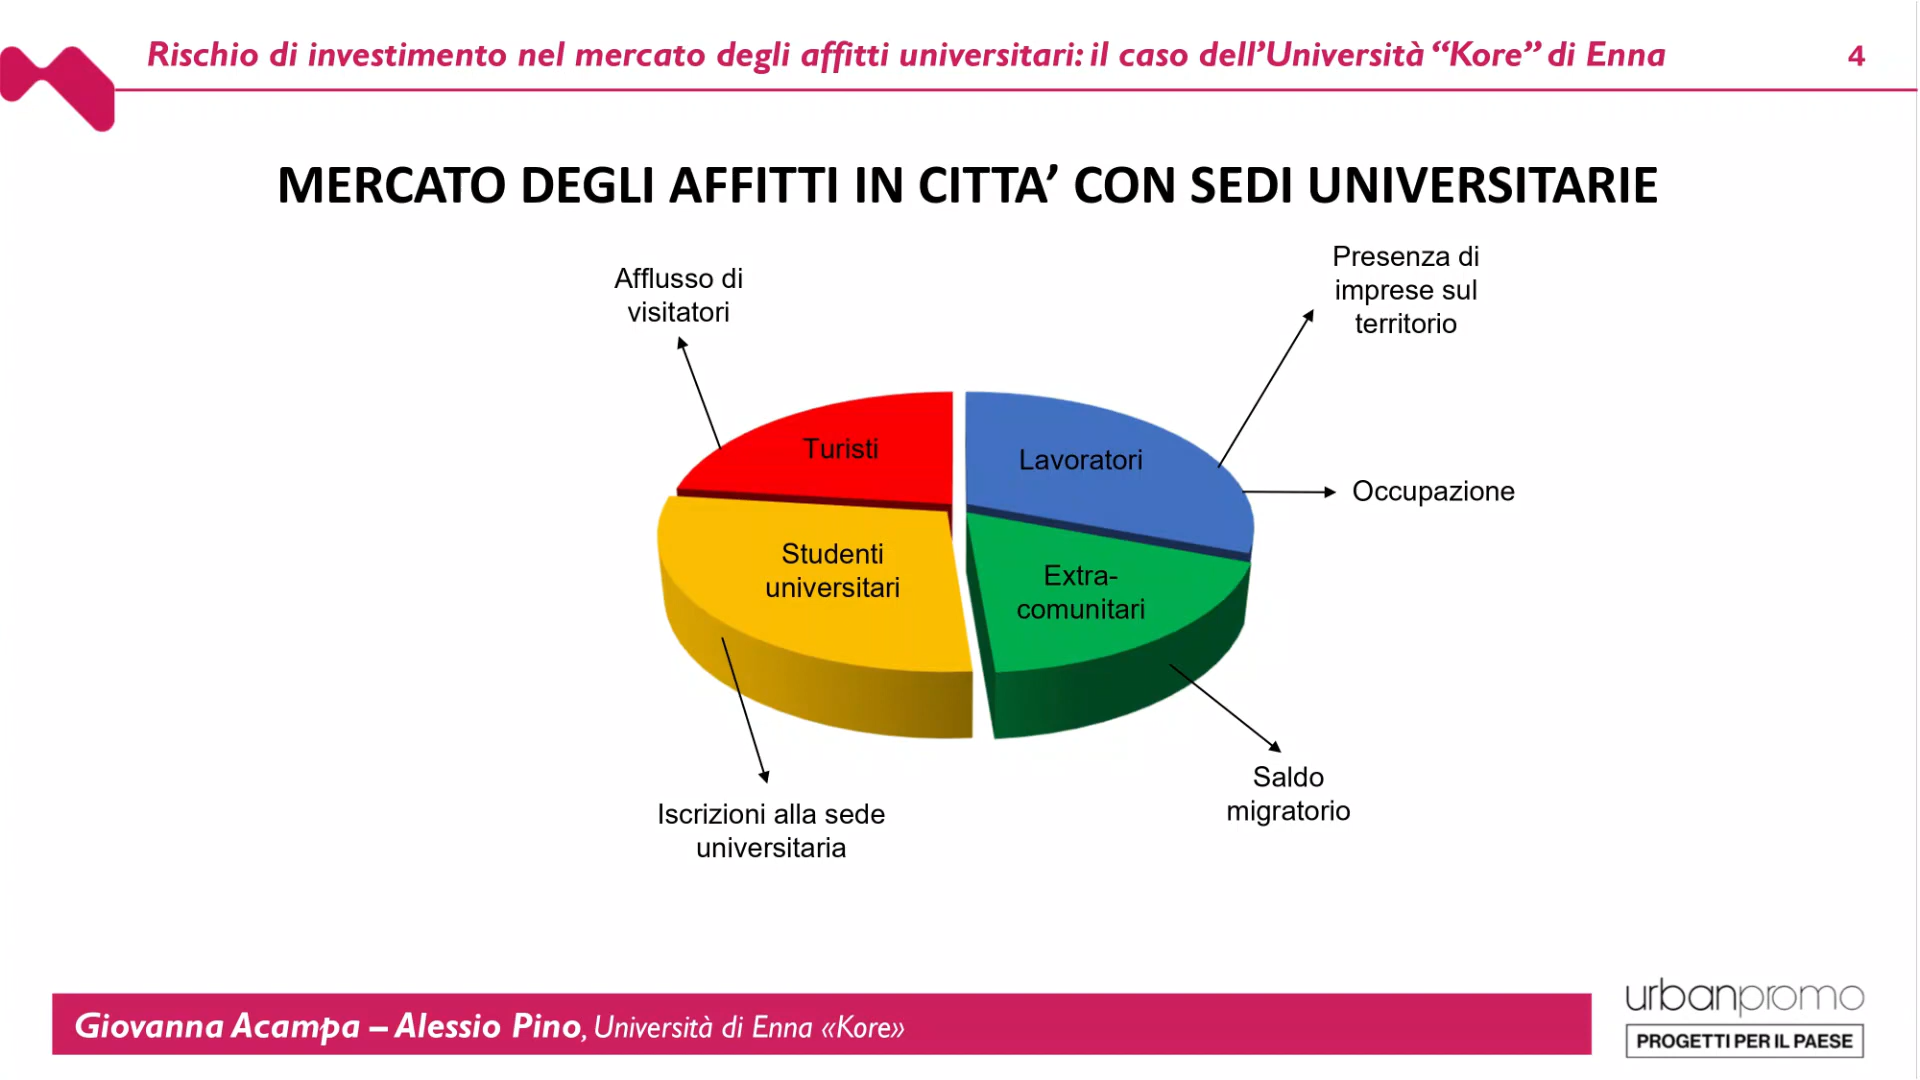 Rischio di investimento nel mercato degli affitti universitari: il caso dell’Università “Kore” di Enna
4
MERCATO DEGLI AFFITTI IN CITTA’ CON SEDI UNIVERSITARIE
Afflusso di
visitatori
Presenza di
imprese sul
territorio
Turisti
Lavoratori
Occupazione
Studenti
universitari
Extra-
comunitari
Saldo
migratorio
Iscrizioni alla sede
universitaria
Giovanna Acampa – Alessio Pino, Università di Enna «Kore»
urbanpromo
PROGETTI PER IL PAESE